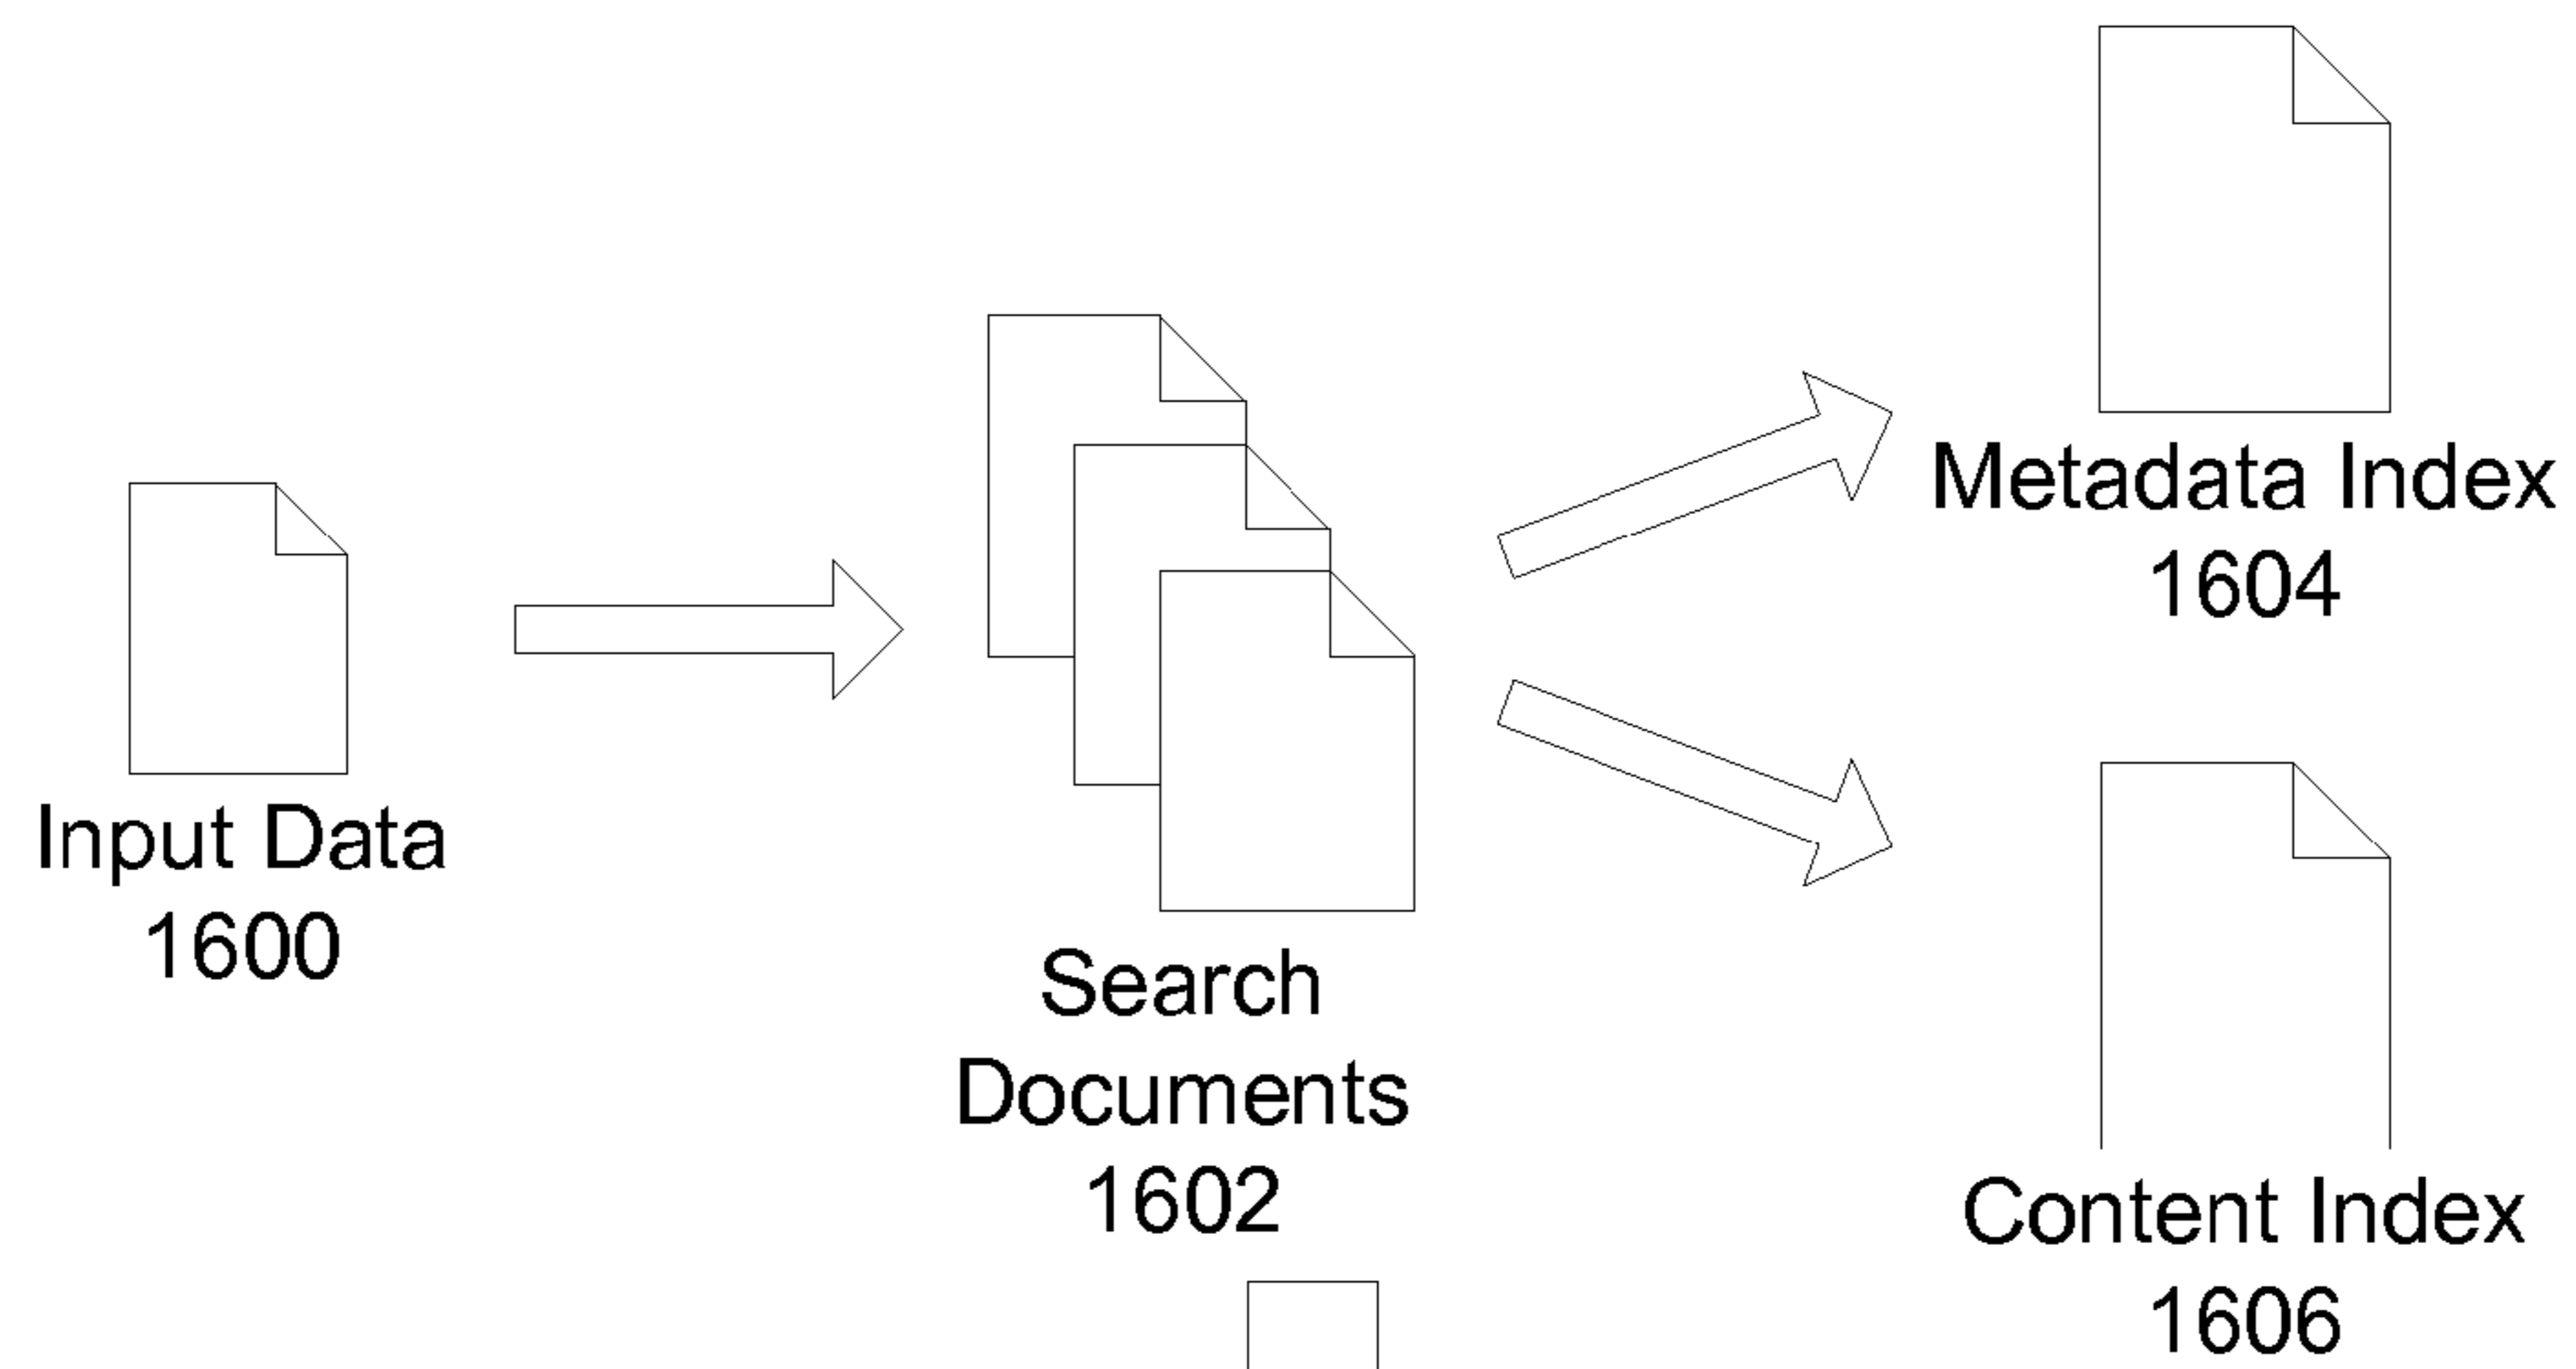 Input Data
1600
Search
Documents
1602
Metadata Index
1604
Content Index
1606